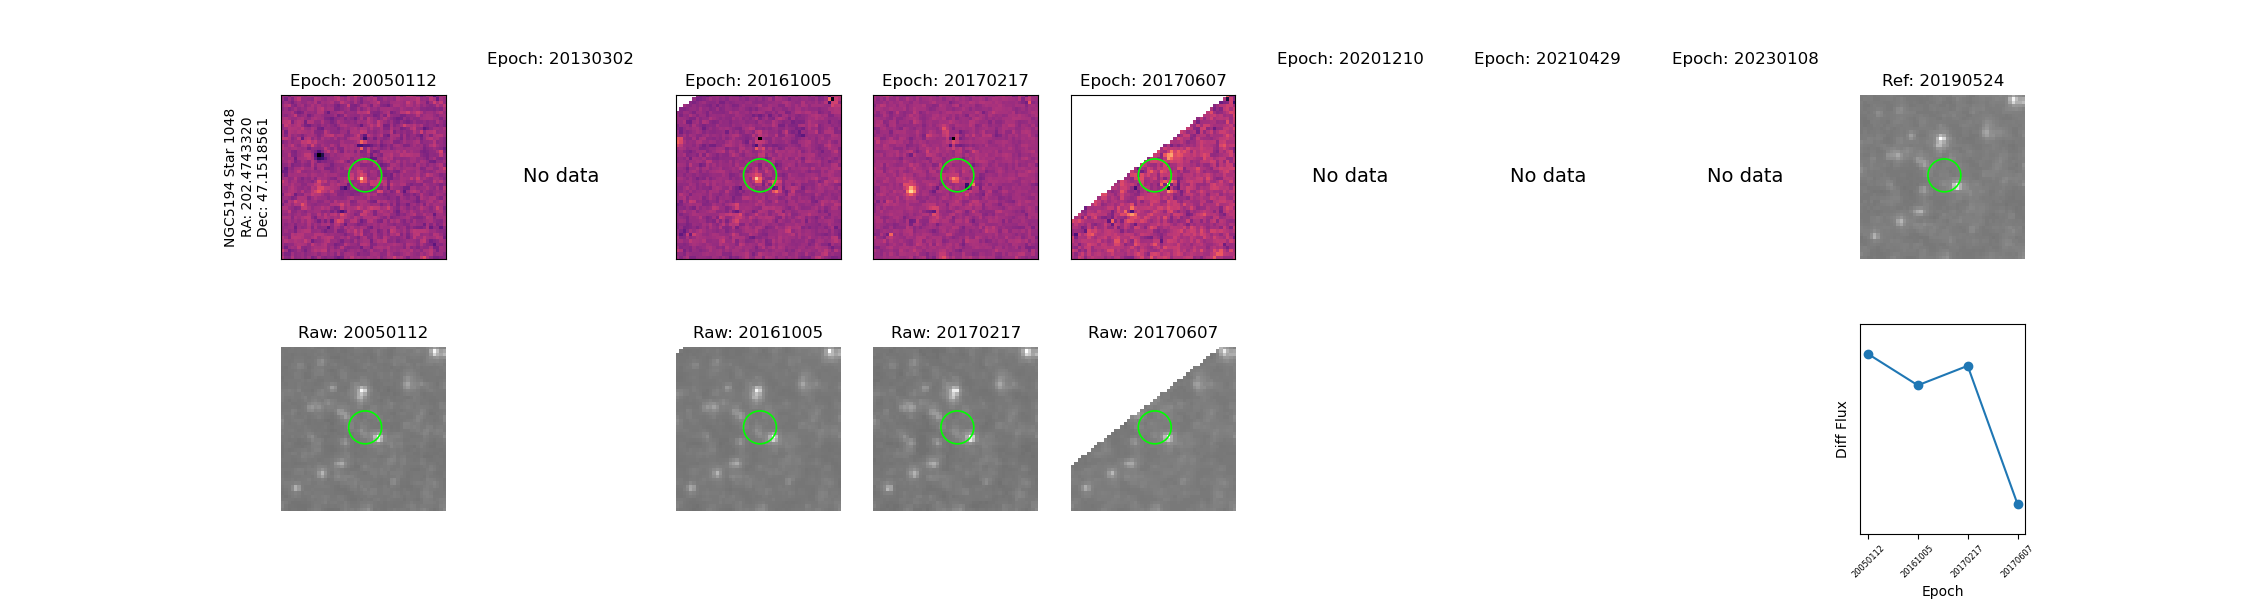 Epoch: 20050112
Epoch: 20130302
Epoch: 20161005
Epoch: 20170217
Epoch: 20170607
Epoch: 20201210
Epoch: 20210429
Epoch: 20230108
Ref: 20190524
NGC5194 Star 1048
RA: 202.4743320
Dec: 47.1518561
No data
No data
No data
No data
Raw: 20050112
Raw: 20161005
Raw: 20170217
Raw: 20170607
Diff Flux
20050112
20161005
20170217
20170607
Epoch